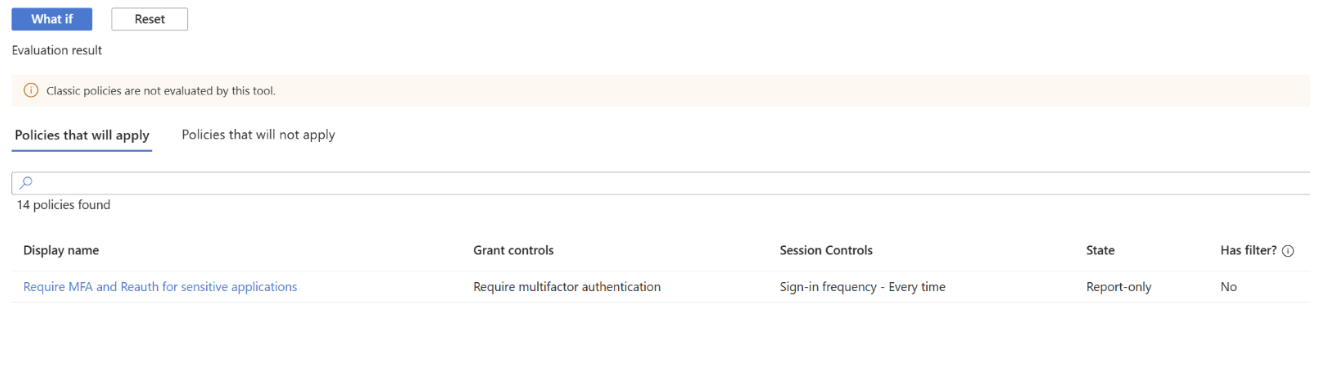 What if Reset
Evaluation result
Classic policies are not evaluated by this tool.
Policies that will apply Policies that will not apply
14 policies found
Display name Grant controls Session Controls State Has filter?
Require MFA and Reauth for sensitive applications Require multifactor authentication Sign-in frequency - Every time Report-only No